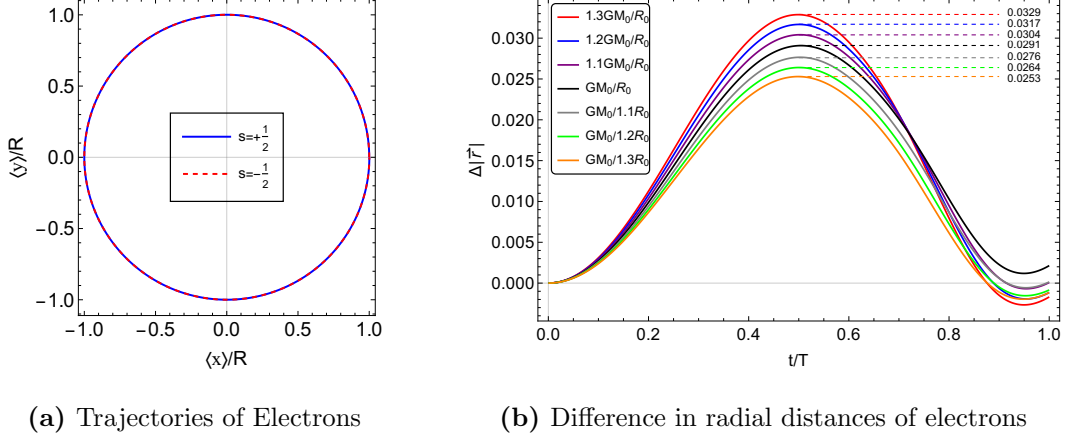 1.0
0.5
0.0
-0.5
-1.0
⟨y⟩/R
s=+1/2
s=-1/2
-1.0 -0.5 0.0 0.5 1.0
⟨x⟩/R
0.030
0.025
0.020
0.015
0.010
0.005
0.000
Δ|r⃗|
1.3GM₀/R₀
1.2GM₀/R₀
1.1GM₀/R₀
GM₀/R₀
GM₀/1.1R₀
GM₀/1.2R₀
GM₀/1.3R₀
0.0329
0.0317
0.0304
0.0291
0.0276
0.0264
0.0253
0.0 0.2 0.4 0.6 0.8 1.0
t/T
(a) Trajectories of Electrons
(b) Difference in radial distances of electrons